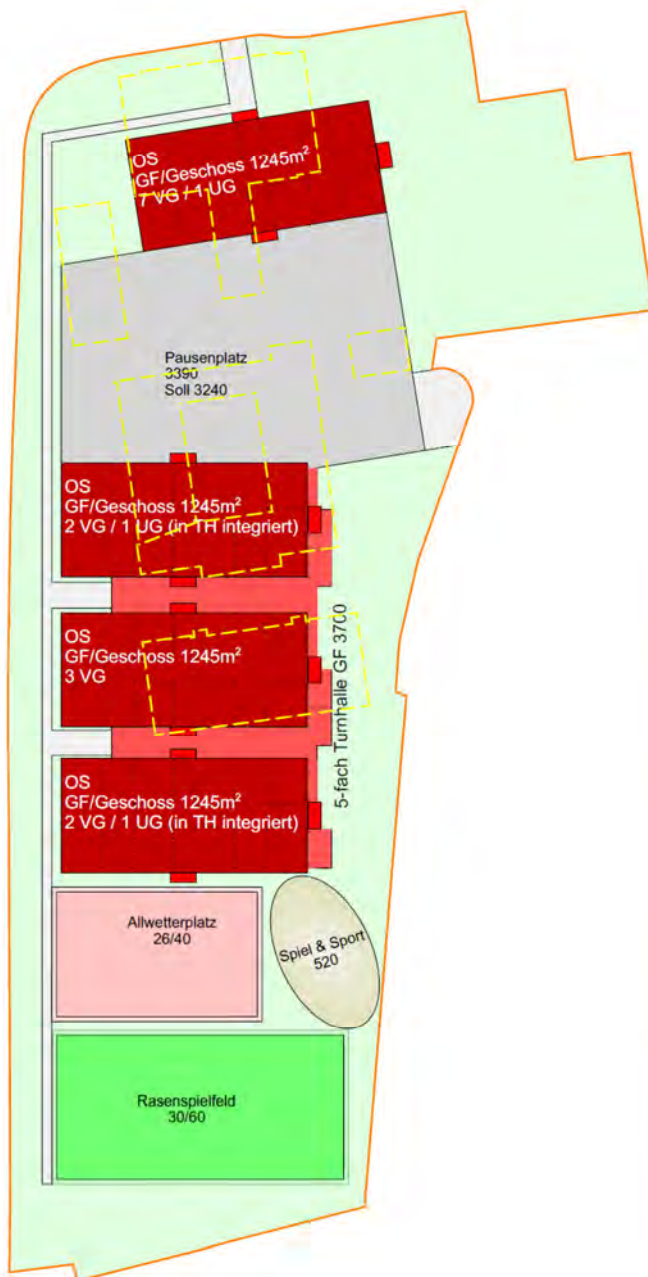 OS
GF/Geschoss 1245m²
7 VG / 1 UG
Pausenplatz
3390
Soll 3240
OS
GF/Geschoss 1245m²
2 VG / 1 UG (in TH integriert)
OS
GF/Geschoss 1245m²
3 VG
5-fach Turnhalle GF 3700
OS
GF/Geschoss 1245m²
2 VG / 1 UG (in TH integriert)
Allwetterplatz
26/40
Spiel & Sport
520
Rasenspielfeld
30/60